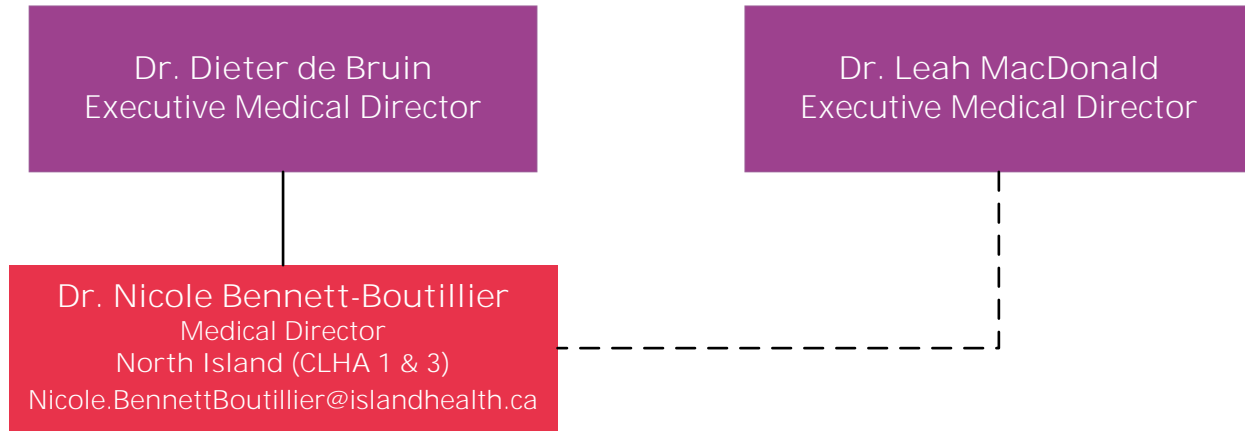 Dr. Dieter de Bruin
Executive Medical Director
Dr. Leah MacDonald
Executive Medical Director
Dr. Nicole Bennett-Boutillier
Medical Director
North Island (CLHA 1 & 3)
Nicole.BennettBoutillier@islandhealth.ca